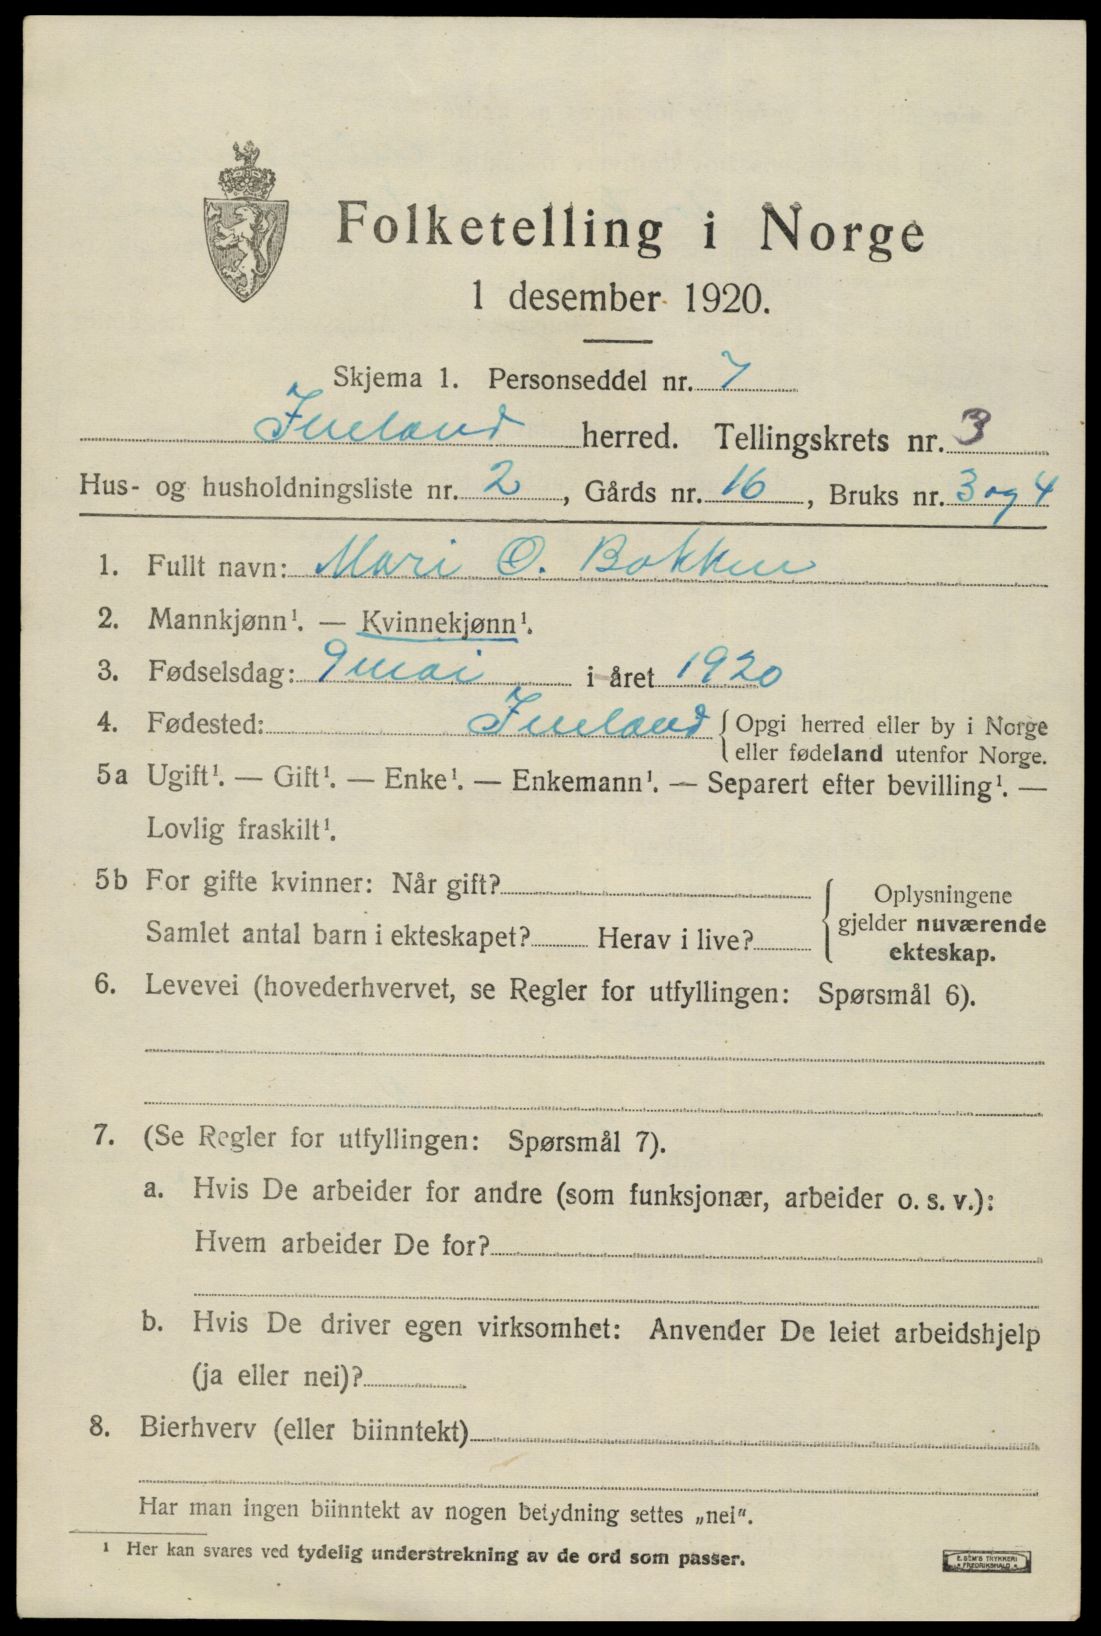 Folketelling i Norge
1 desember 1920.
Skjema 1. Personseddel nr. 7
herred. Tellingskrets nr. 3
Hus- og husholdningsliste nr. 2, Gårds nr. 16, Bruks nr. 3 og 4
1. Fullt navn: Mari O. Bakken
2. Mannkjønn¹. — Kvinnekjønn¹.
3. Fødselsdag: 9 mai i året 1920
4. Fødested: { Opgi herred eller by i Norge
eller fødeland utenfor Norge.
5a Ugift¹. — Gift¹. — Enke¹. — Enkemann¹. — Separert efter bevilling¹. —
Lovlig fraskilt¹.
5b For gifte kvinner: Når gift? { Oplysningene
gjelder nuværende
Samlet antal barn i ekteskapet? Herav i live?
ekteskap.
6. Levevei (hovederhvervet, se Regler for utfyllingen: Spørsmål 6).
7. (Se Regler for utfyllingen: Spørsmål 7).
a. Hvis De arbeider for andre (som funksjonær, arbeider o. s. v.):
Hvem arbeider De for?
b. Hvis De driver egen virksomhet: Anvender De leiet arbeidshjelp
(ja eller nei)?
8. Bierhverv (eller biinntekt)
Har man ingen biinntekt av nogen betydning settes „nei".
¹ Her kan svares ved tydelig understrekning av de ord som passer.
E. SEM'S TRYKKERI
FREDRIKSHALD